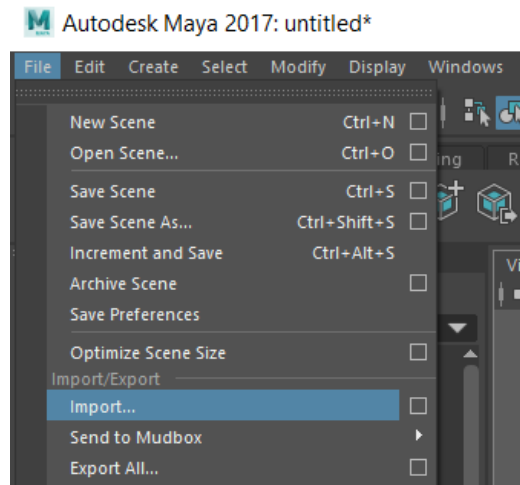 Autodesk Maya 2017: untitled*
File Edit Create Select Modify Display Windows
New Scene Ctrl+N
Open Scene... Ctrl+O
Save Scene Ctrl+S
Save Scene As... Ctrl+Shift+S
Increment and Save Ctrl+Alt+S
Archive Scene
Save Preferences
Optimize Scene Size
Import/Export
Import...
Send to Mudbox
Export All...